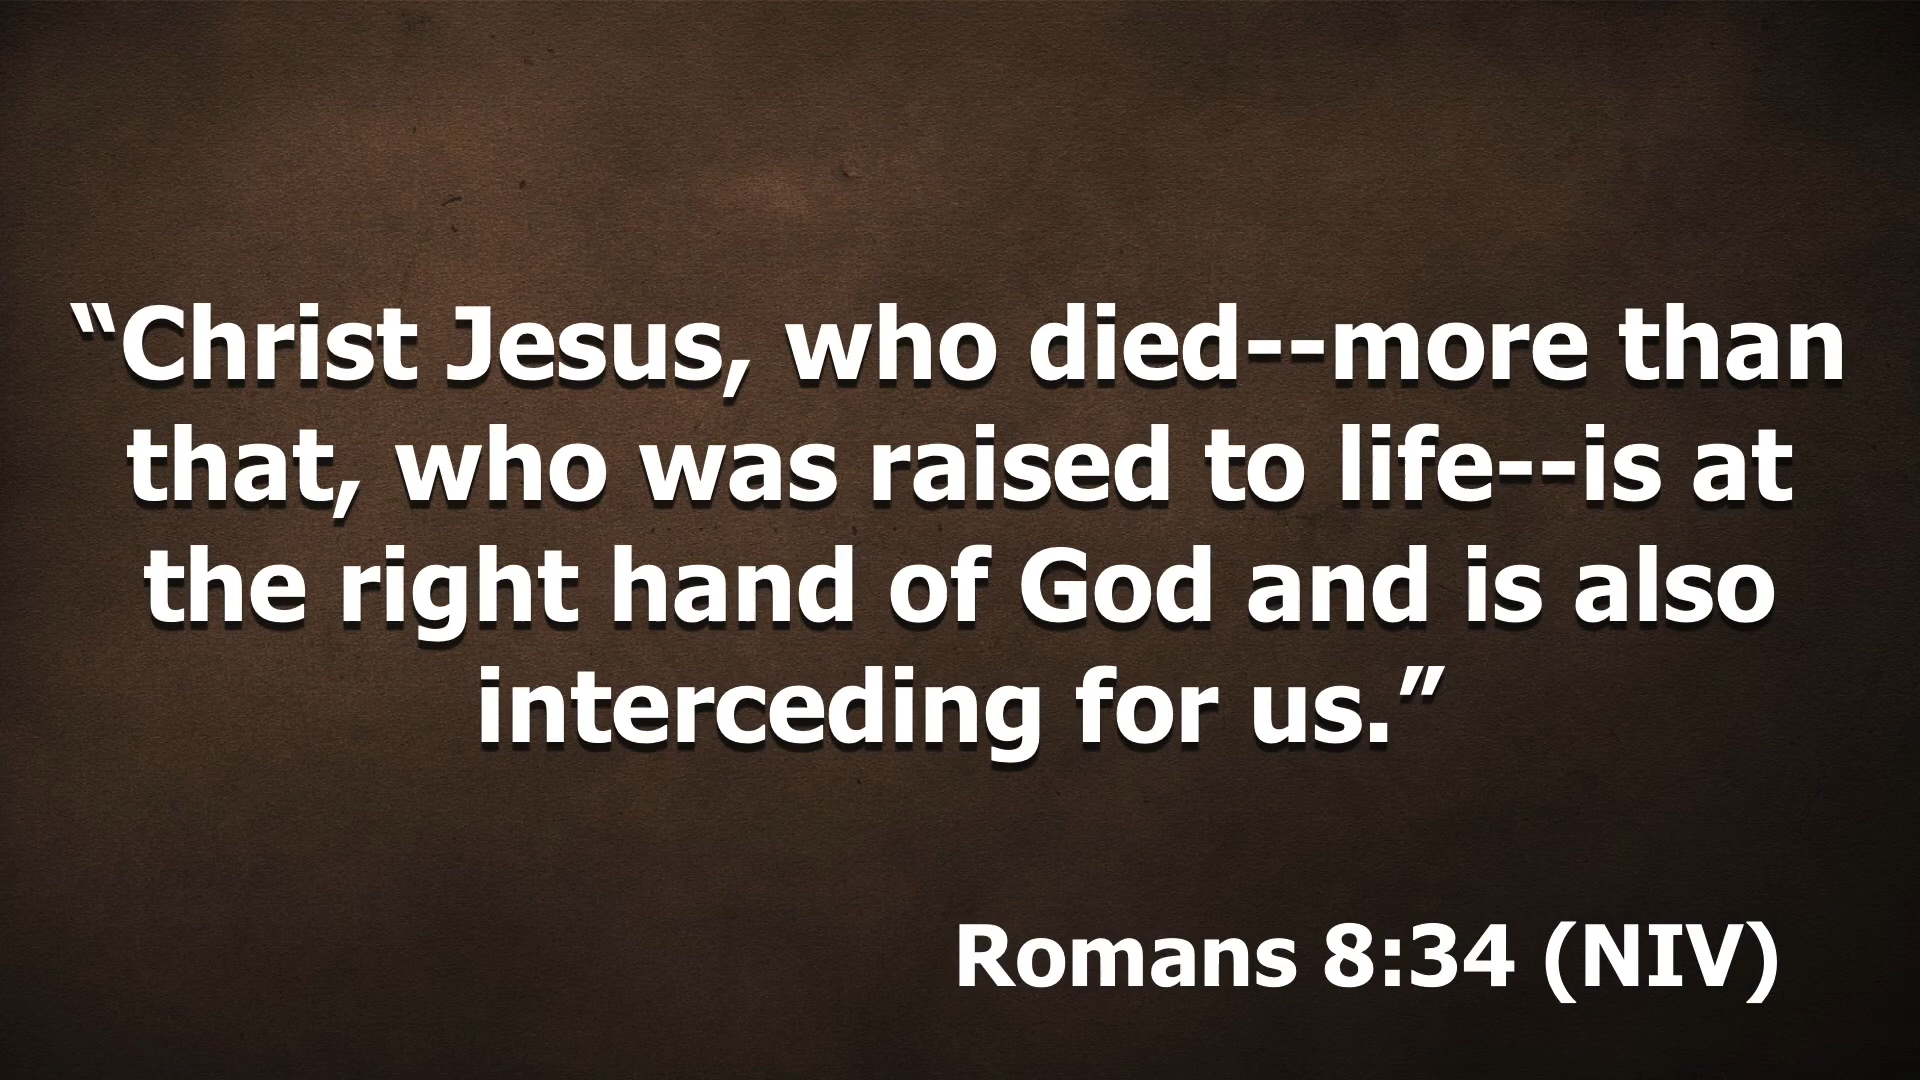 “Christ Jesus, who died--more than
that, who was raised to life--is at
the right hand of God and is also
interceding for us.”
Romans 8:34 (NIV)